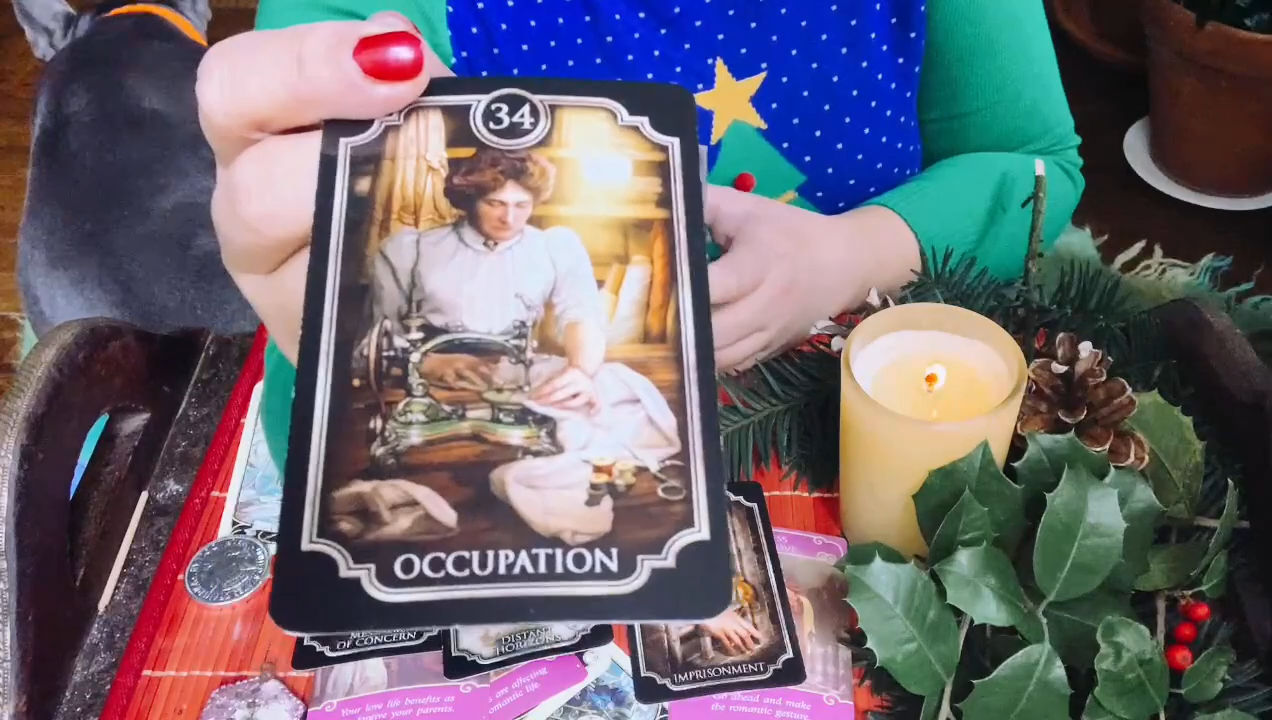 34
OCCUPATION
OF CONCERN
DISTANT
HORIZONS
IMPRISONMENT
Your love life benefits as
forgive your parents.
are affecting
romantic life.
Go ahead and make
the romantic gesture.